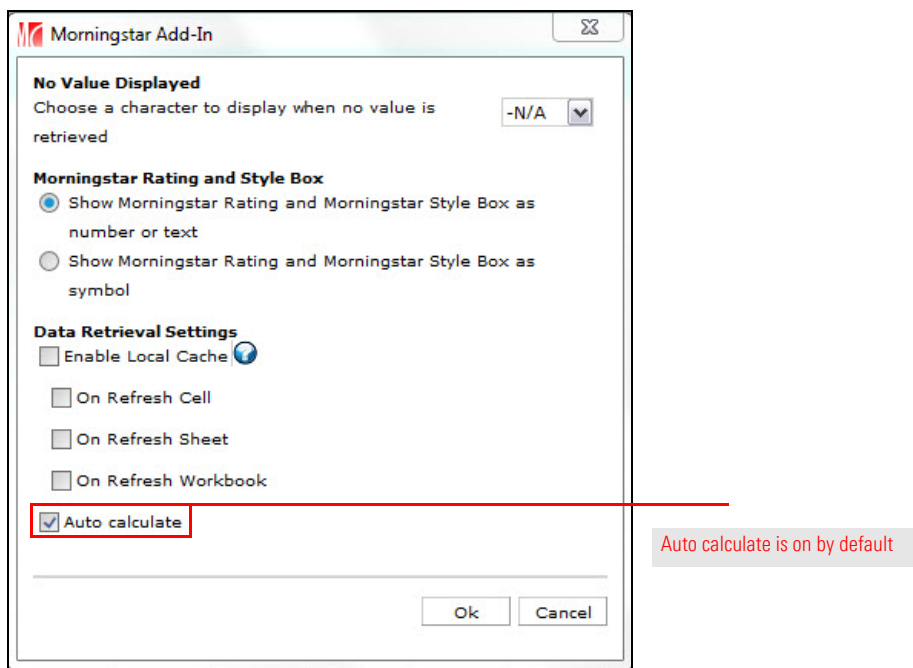 Morningstar Add-In
No Value Displayed
Choose a character to display when no value is
retrieved
-N/A
Morningstar Rating and Style Box
Show Morningstar Rating and Morningstar Style Box as
number or text
Show Morningstar Rating and Morningstar Style Box as
symbol
Data Retrieval Settings
Enable Local Cache
On Refresh Cell
On Refresh Sheet
On Refresh Workbook
Auto calculate
Auto calculate is on by default
Ok
Cancel